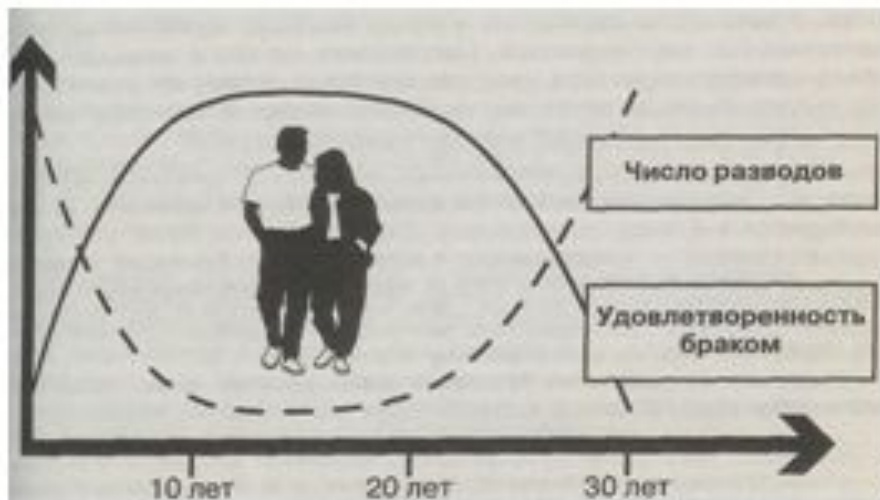 Число разводов
Удовлетворенность
браком
10 лет
20 лет
30 лет